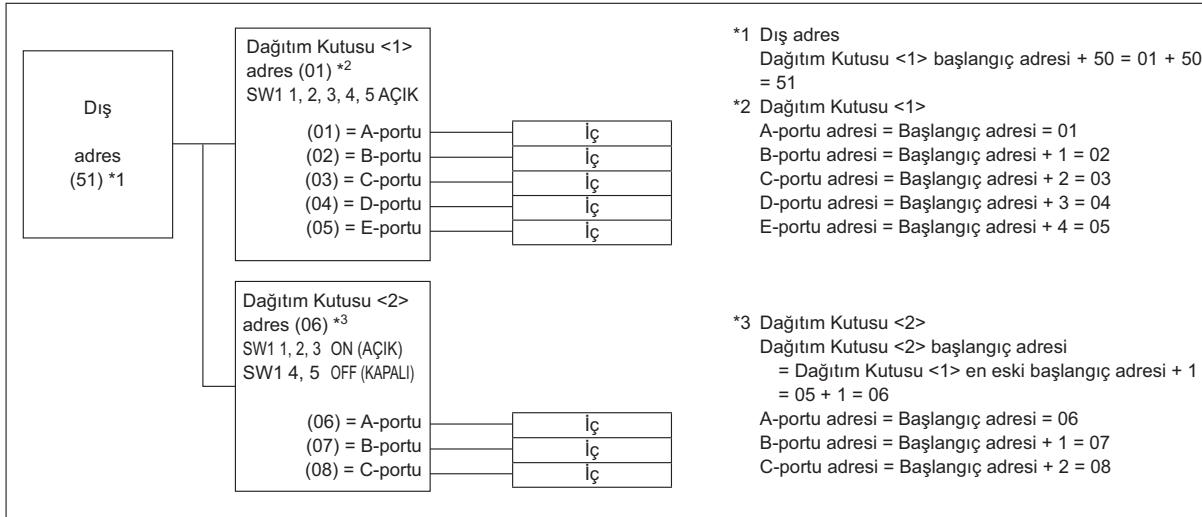 Dış
adres
(51) *1
Dağıtım Kutusu <1>
adres (01) *2
SW1 1, 2, 3, 4, 5 AÇIK
(01) = A-portu
(02) = B-portu
(03) = C-portu
(04) = D-portu
(05) = E-portu
İç
İç
İç
İç
İç
Dağıtım Kutusu <2>
adres (06) *3
SW1 1, 2, 3 ON (AÇIK)
SW1 4, 5 OFF (KAPALI)
(06) = A-portu
(07) = B-portu
(08) = C-portu
İç
İç
İç
*1 Dış adres
Dağıtım Kutusu <1> başlangıç adresi + 50 = 01 + 50
= 51
*2 Dağıtım Kutusu <1>
A-portu adresi = Başlangıç adresi = 01
B-portu adresi = Başlangıç adresi + 1 = 02
C-portu adresi = Başlangıç adresi + 2 = 03
D-portu adresi = Başlangıç adresi + 3 = 04
E-portu adresi = Başlangıç adresi + 4 = 05
*3 Dağıtım Kutusu <2>
Dağıtım Kutusu <2> başlangıç adresi
= Dağıtım Kutusu <1> en eski başlangıç adresi + 1
= 05 + 1 = 06
A-portu adresi = Başlangıç adresi = 06
B-portu adresi = Başlangıç adresi + 1 = 07
C-portu adresi = Başlangıç adresi + 2 = 08